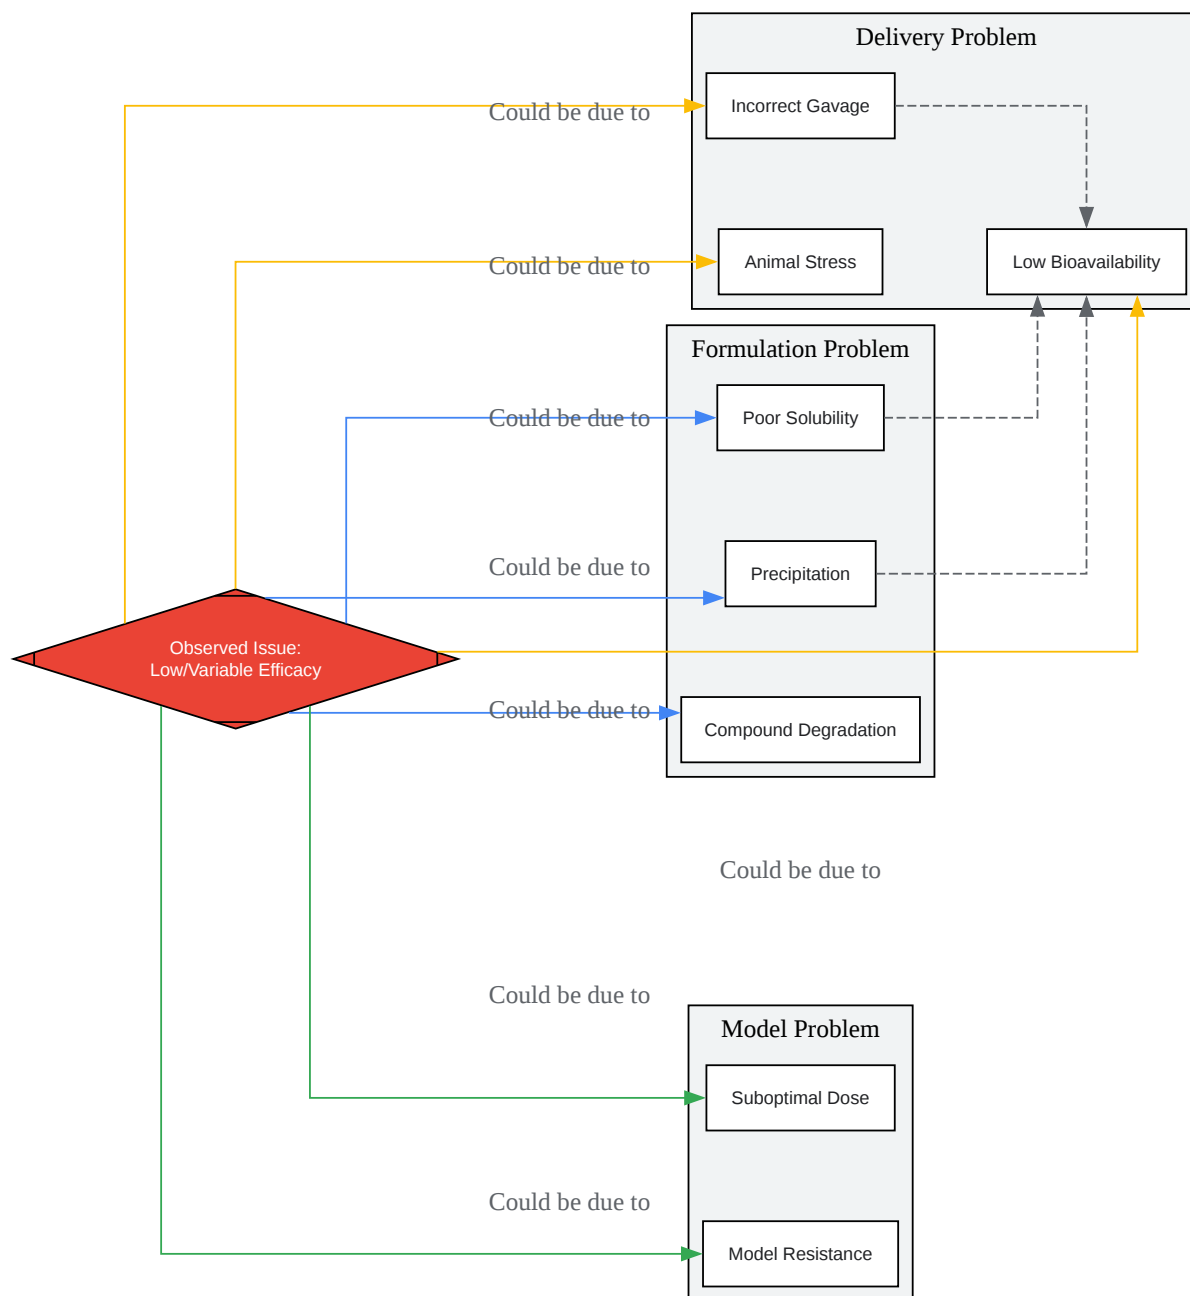 Delivery Problem
Could be due to
Incorrect Gavage
Could be due to
Animal Stress
Low Bioavailability
Formulation Problem
Could be due to
Poor Solubility
Could be due to
Precipitation
Observed Issue:
Low/Variable Efficacy
Could be due to
Compound Degradation
Could be due to
Could be due to
Model Problem
Suboptimal Dose
Could be due to
Model Resistance